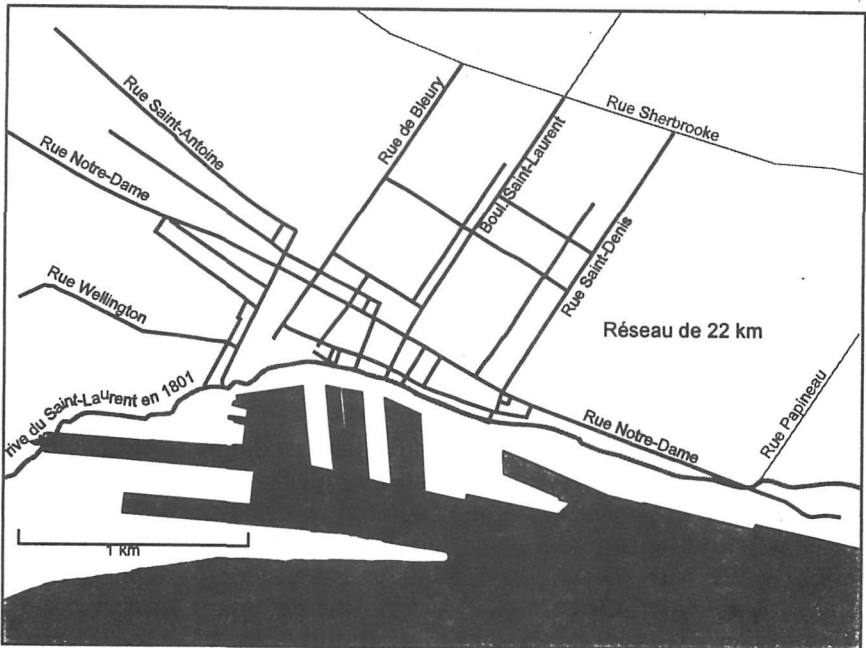 Rue Saint-Antoine
Rue de Bleury
Rue Sherbrooke
Rue Notre-Dame
Boul. Saint-Laurent
Rue Saint-Denis
Rue Wellington
Réseau de 22 km
rive du Saint-Laurent en 1801
Rue Notre-Dame
Rue Papineau
1 km